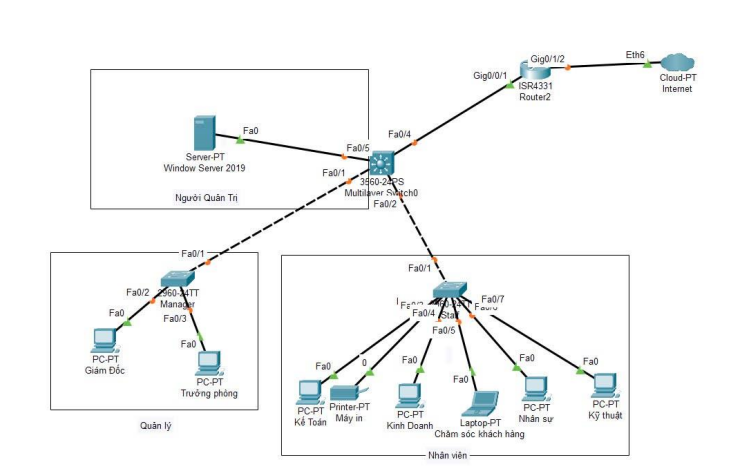 Gig0/1/2
Eth6
Gig0/0/1
ISR4331
Router2
Cloud-PT
Internet
Fa0
Server-PT
Window Server 2019
Fa0/5
Fa0/4
Fa0/1
3560-24PS
Multilayer Switch0
Fa0/2
Người Quản Trị
Fa0/1
2960-24TT
Manager
Fa0/2
Fa0/3
Fa0
PC-PT
Giám Đốc
Fa0
PC-PT
Trưởng phòng
Quản lý
Fa0/1
Staff
Fa0/4
Fa0/5
Fa0/7
Fa0
PC-PT
Kế Toán
0
Printer-PT
Máy in
Fa0
PC-PT
Kinh Doanh
Fa0
Laptop-PT
Chăm sóc khách hàng
Fa0
PC-PT
Nhân sự
Fa0
PC-PT
Kỹ thuật
Nhân viên